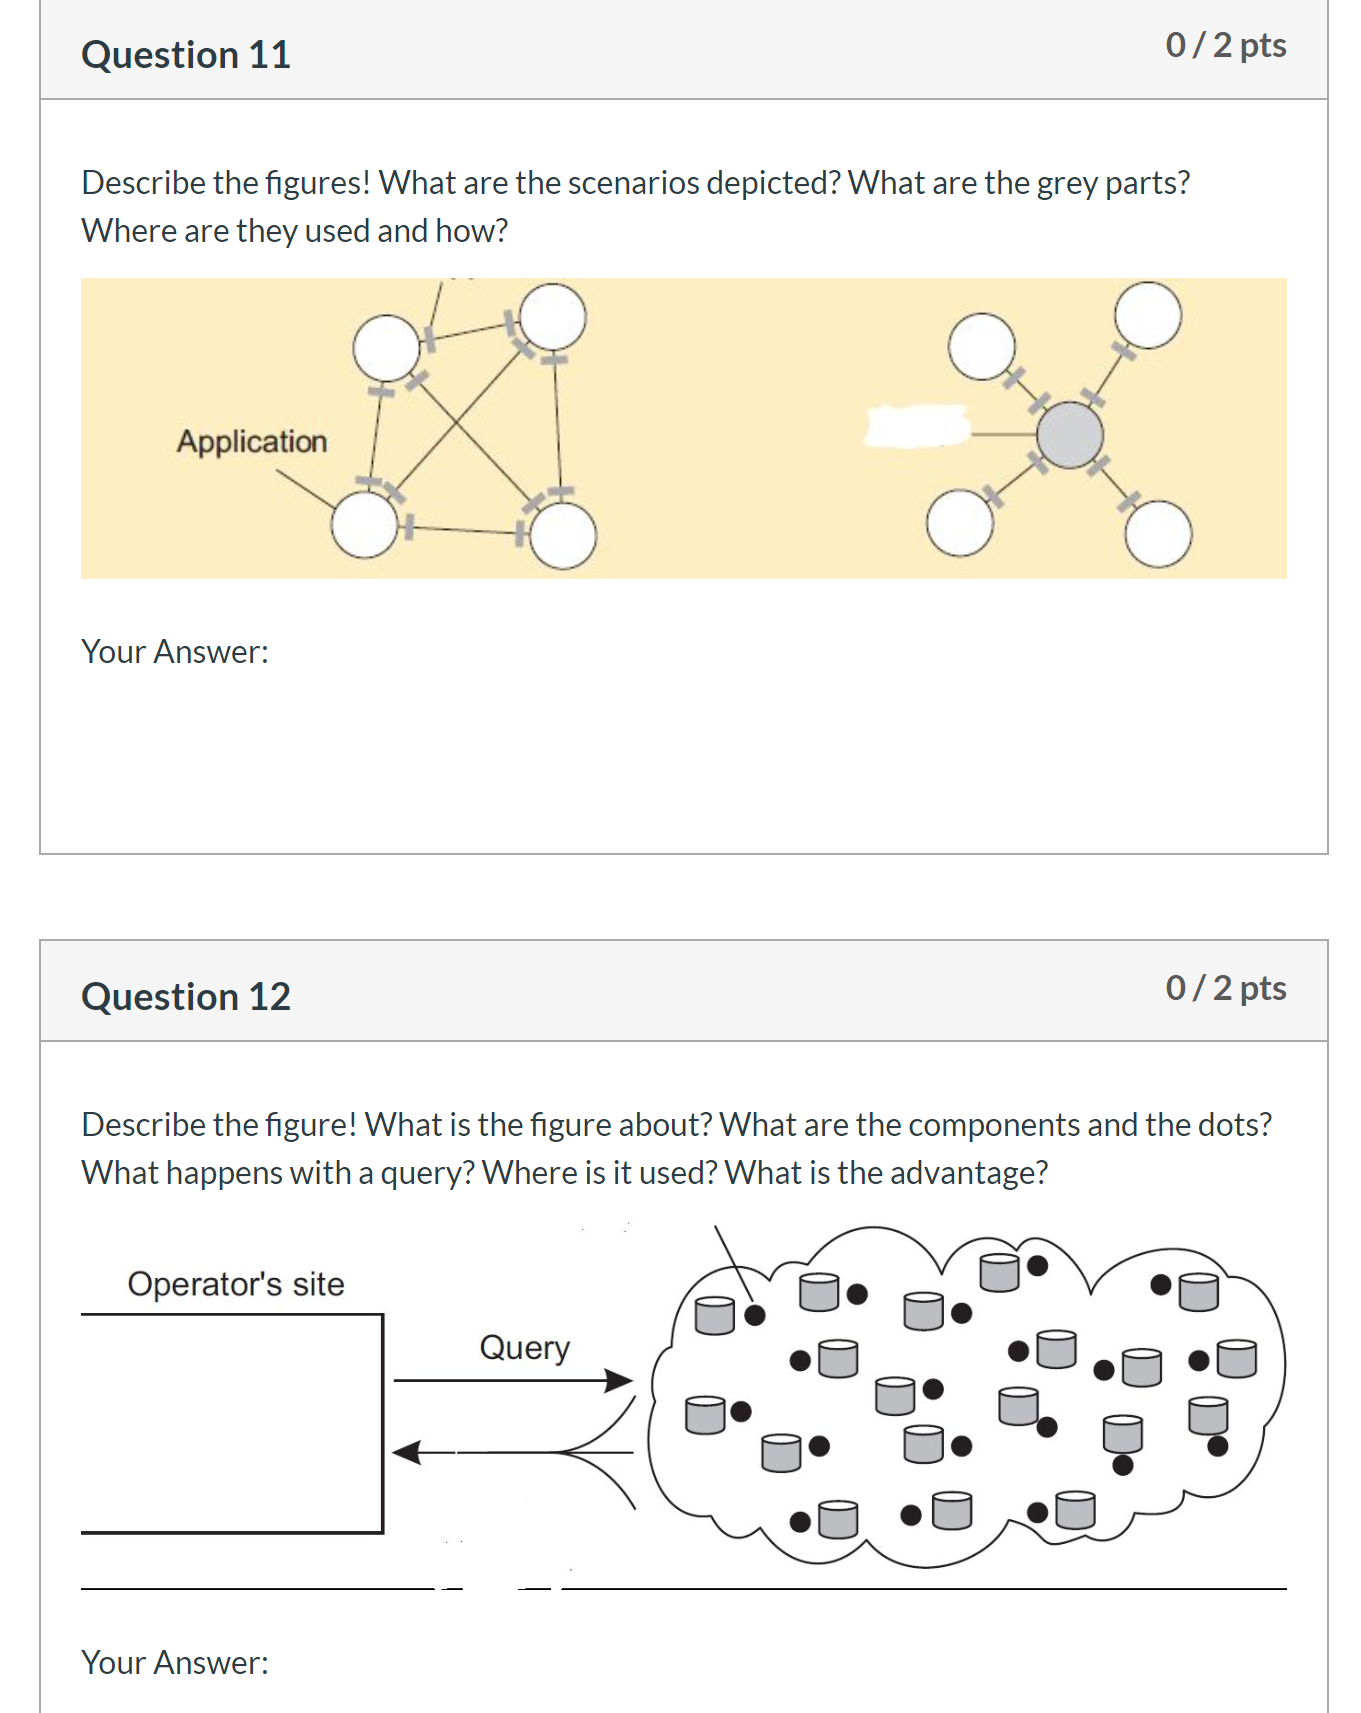 Question 11
0 / 2 pts
Describe the figures! What are the scenarios depicted? What are the grey parts?
Where are they used and how?
Application
Your Answer:
Question 12
0 / 2 pts
Describe the figure! What is the figure about? What are the components and the dots?
What happens with a query? Where is it used? What is the advantage?
Operator's site
Query
Your Answer: